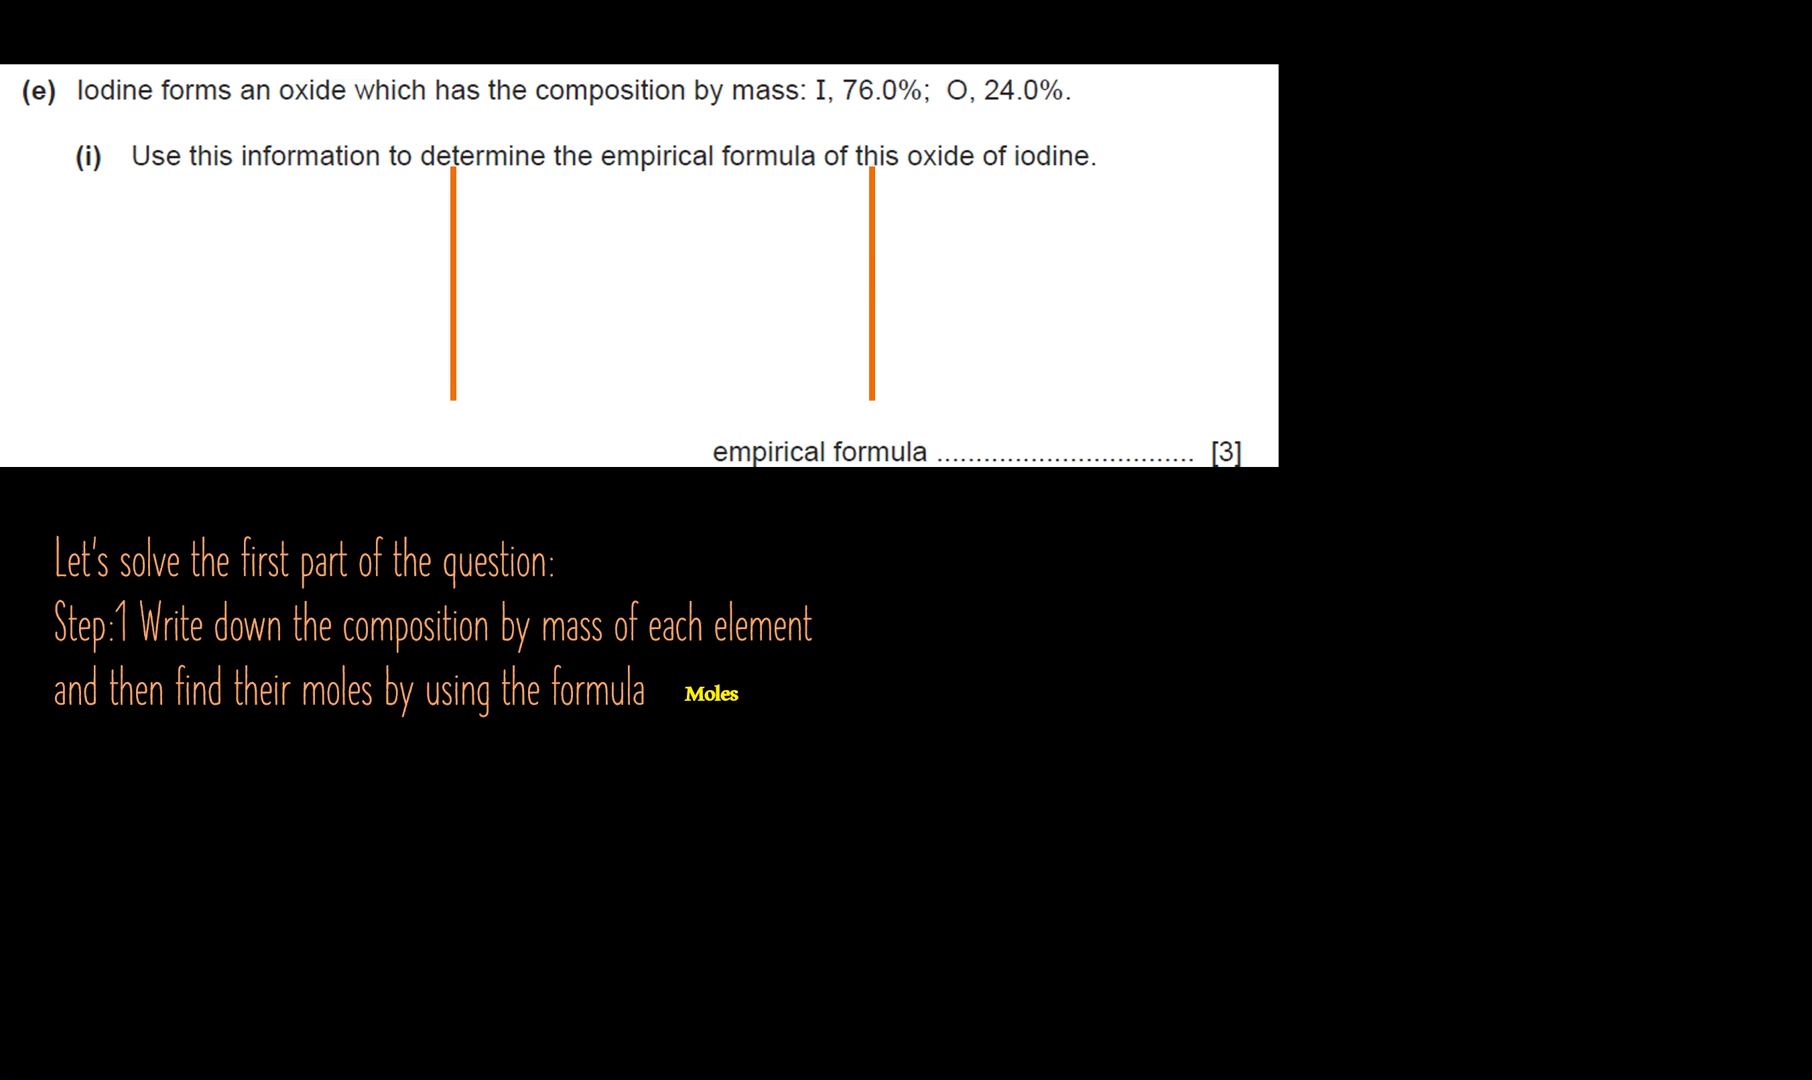 (e) Iodine forms an oxide which has the composition by mass: I, 76.0%; O, 24.0%.
(i) Use this information to determine the empirical formula of this oxide of iodine.
empirical formula ................................. [3]
Let's solve the first part of the question:
Step:1 Write down the composition by mass of each element
and then find their moles by using the formula Moles